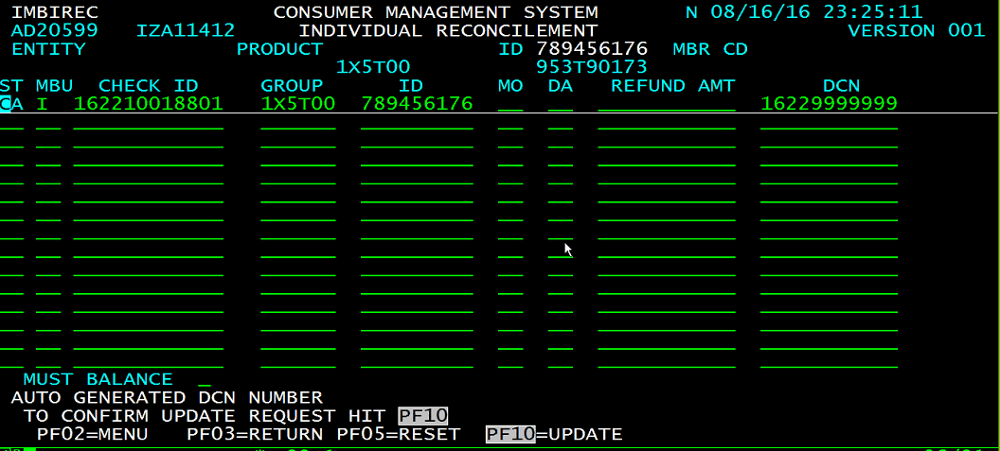 IMBIREC CONSUMER MANAGEMENT SYSTEM N 08/16/16 23:25:11
AD20599 IZA11412 INDIVIDUAL RECONCILEMENT VERSION 001
ENTITY PRODUCT ID 789456176 MBR CD
1X5T00 953T90173
ST MBU CHECK ID GROUP ID MO DA REFUND AMT DCN
CA I 162210018801 1X5T00 789456176 __ __ ___________ 16229999999
MUST BALANCE _
AUTO GENERATED DCN NUMBER
TO CONFIRM UPDATE REQUEST HIT PF10
PF02=MENU PF03=RETURN PF05=RESET PF10=UPDATE